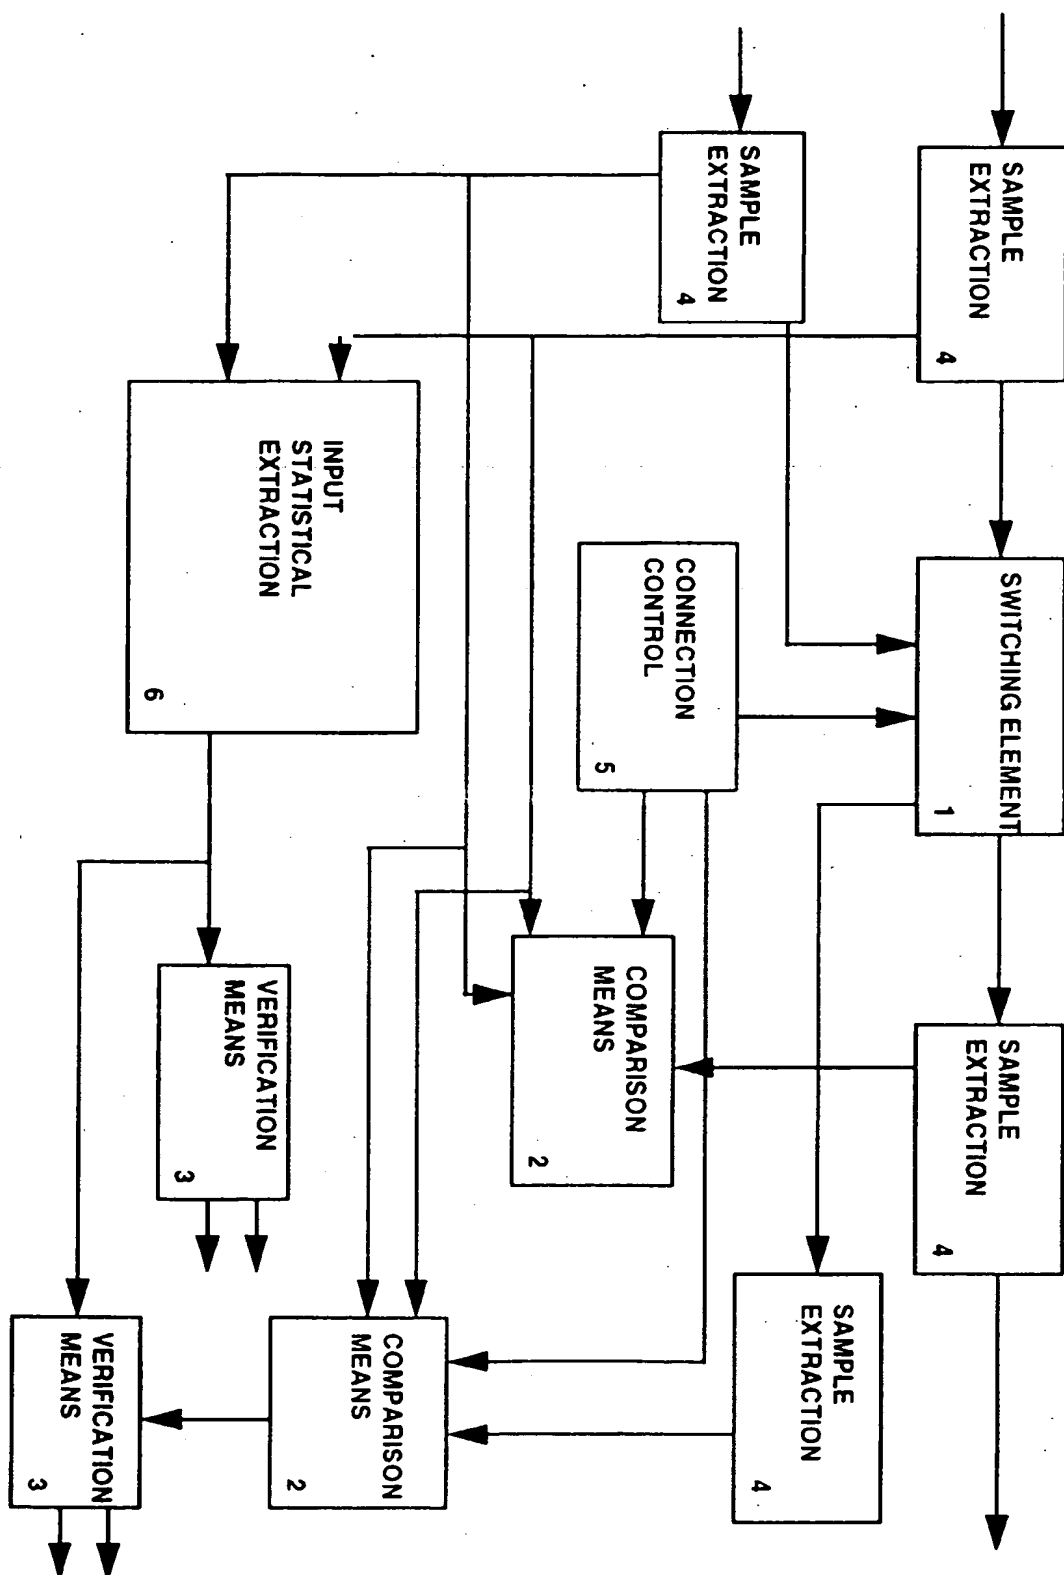 SAMPLE
EXTRACTION
4
SWITCHING ELEMENT
1
SAMPLE
EXTRACTION
4
SAMPLE
EXTRACTION
4
CONNECTION
CONTROL
5
SAMPLE
EXTRACTION
4
COMPARISON
MEANS
2
INPUT
STATISTICAL
EXTRACTION
6
COMPARISON
MEANS
2
VERIFICATION
MEANS
3
VERIFICATION
MEANS
3